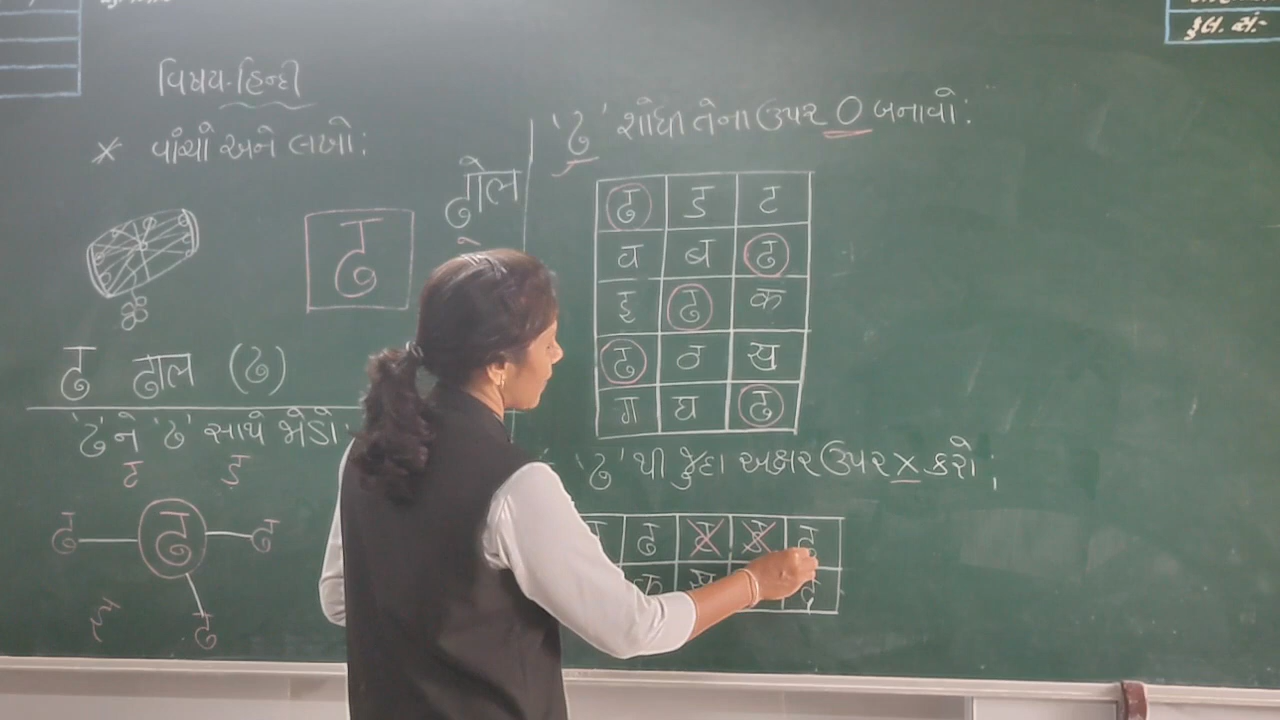 કુલ. સં:-
વિષય-હિન્દી
* વાંચો અને લખો:
ढोल
ढ
ढ ढाल (ढ)
'ઢ' ને 'ढ' સાથે જોડો:
ट ड
ढ ढ ढ
ढ
'ઢ' શોધી તેના ઉપર O બનાવો:
ढ ड ट
व ब ढ
इ ढ क
ढ व ख
ग घ ढ
'ઢ' થી જુદા અક્ષર ઉપર x કરો;
ढ